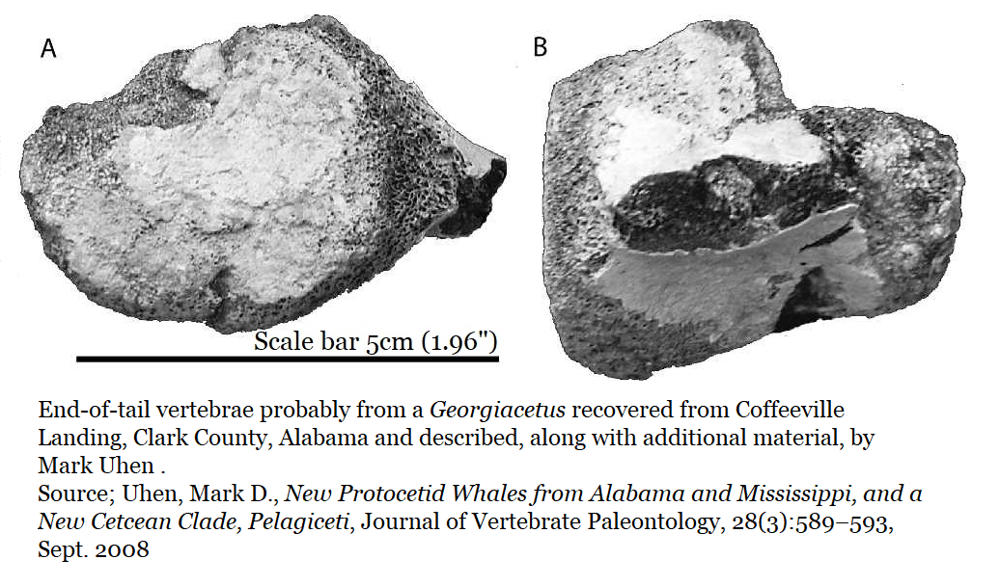 A
B
Scale bar 5cm (1.96")
End-of-tail vertebrae probably from a Georgiacetus recovered from Coffeeville
Landing, Clark County, Alabama and described, along with additional material, by
Mark Uhen .
Source; Uhen, Mark D., New Protocetid Whales from Alabama and Mississippi, and a
New Cetcean Clade, Pelagiceti, Journal of Vertebrate Paleontology, 28(3):589–593,
Sept. 2008